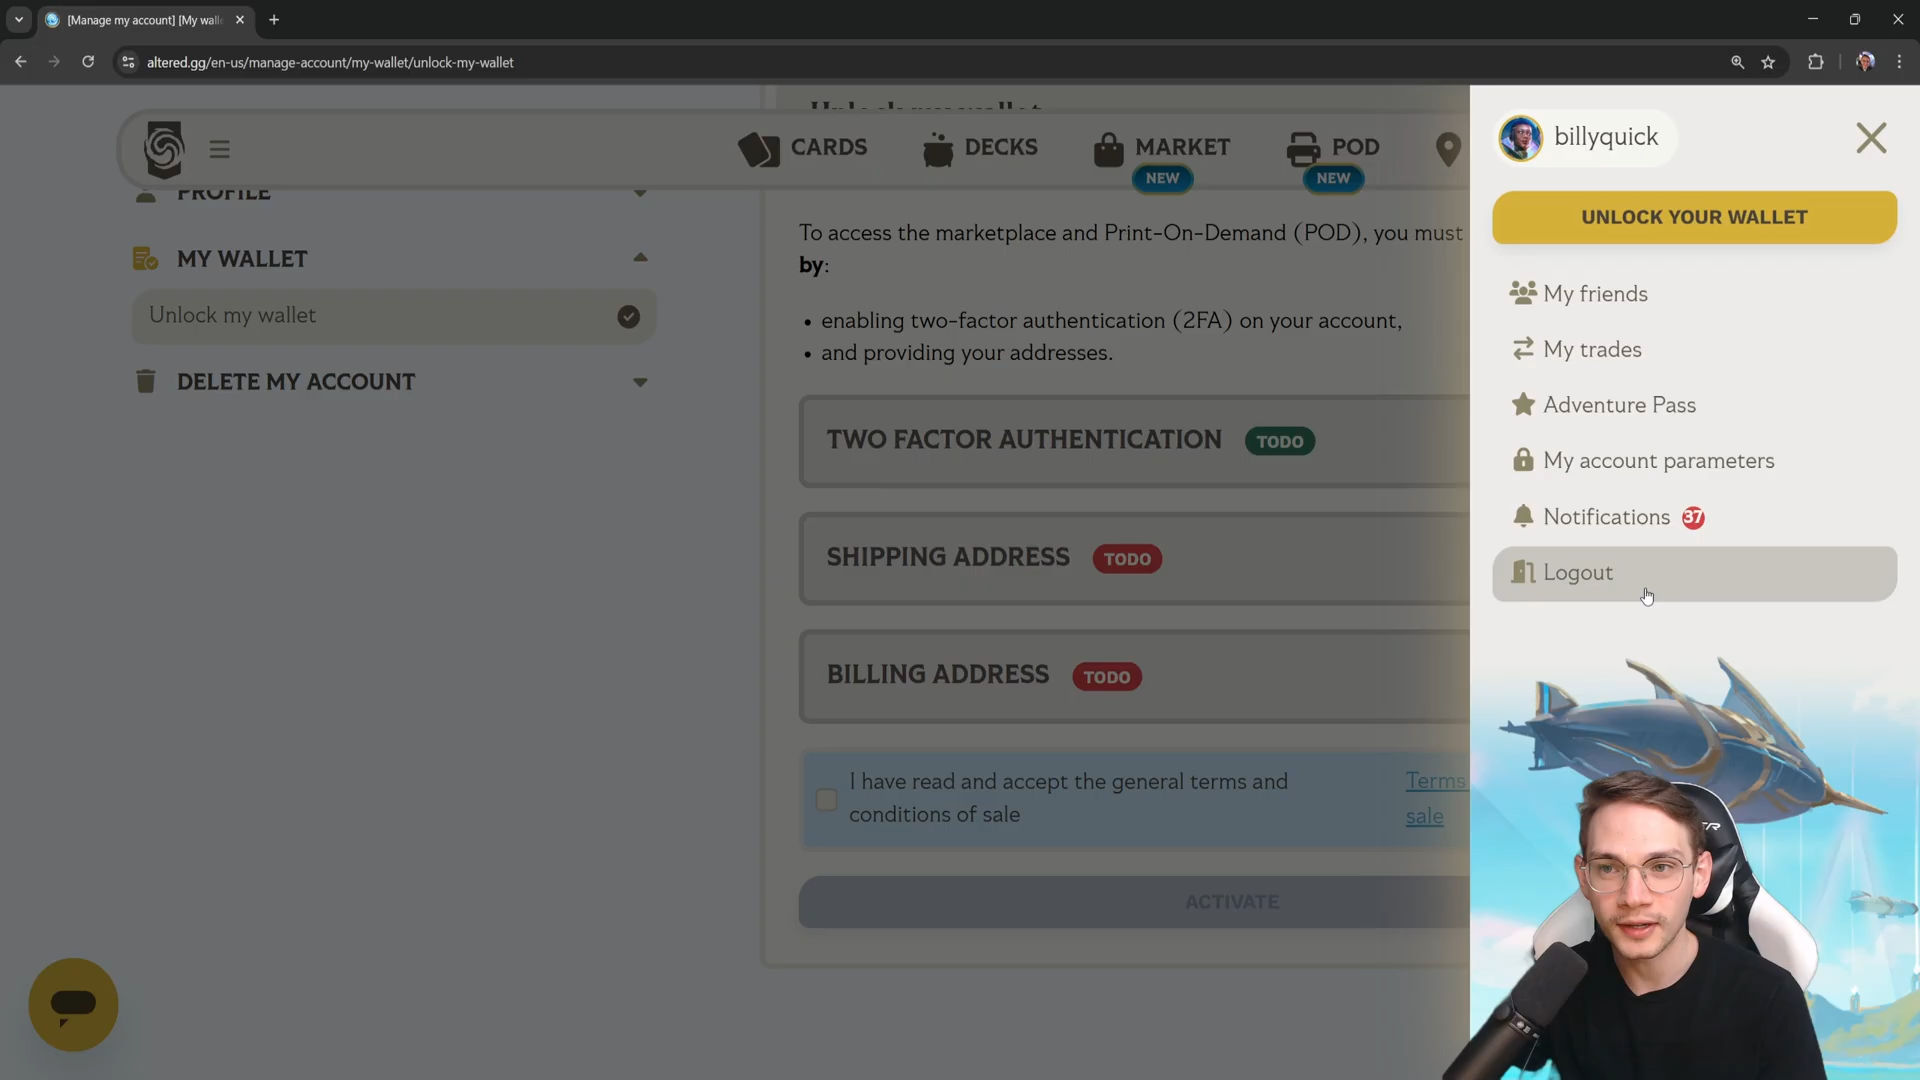 [Manage my account] [My wall
altered.gg/en-us/manage-account/my-wallet/unlock-my-wallet
Unlock my wallet
CARDS
DECKS
MARKET
NEW
POD
NEW
PROFILE
MY WALLET
Unlock my wallet
DELETE MY ACCOUNT
To access the marketplace and Print-On-Demand (POD), you must
by:
• enabling two-factor authentication (2FA) on your account,
• and providing your addresses.
TWO FACTOR AUTHENTICATION TODO
SHIPPING ADDRESS TODO
BILLING ADDRESS TODO
I have read and accept the general terms and
conditions of sale
Terms
sale
ACTIVATE
billyquick
UNLOCK YOUR WALLET
My friends
My trades
Adventure Pass
My account parameters
Notifications 37
Logout